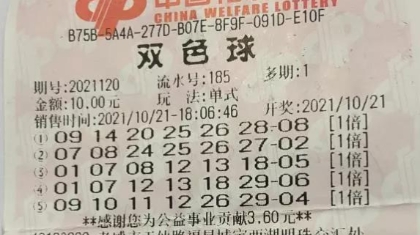 CHINA WELFARE LOTTERY
B75B-5A4A-277D-B07E-BF9F-091D-E10F
双色球
期号:2021120 流水号:185 多期:1
金额:10.00元 玩法:单式 开奖:2021/10/21
销售时间:2021/10/21-18:06:46
① 09 14 20 25 26 28-08 [1倍]
② 07 08 24 25 26 27-02 [1倍]
③ 01 07 08 12 13 18-05 [1倍]
④ 01 07 12 13 18 29-06 [1倍]
⑤ 09 10 11 12 26 29-04 [1倍]
**感谢您为公益事业贡献3.60元**